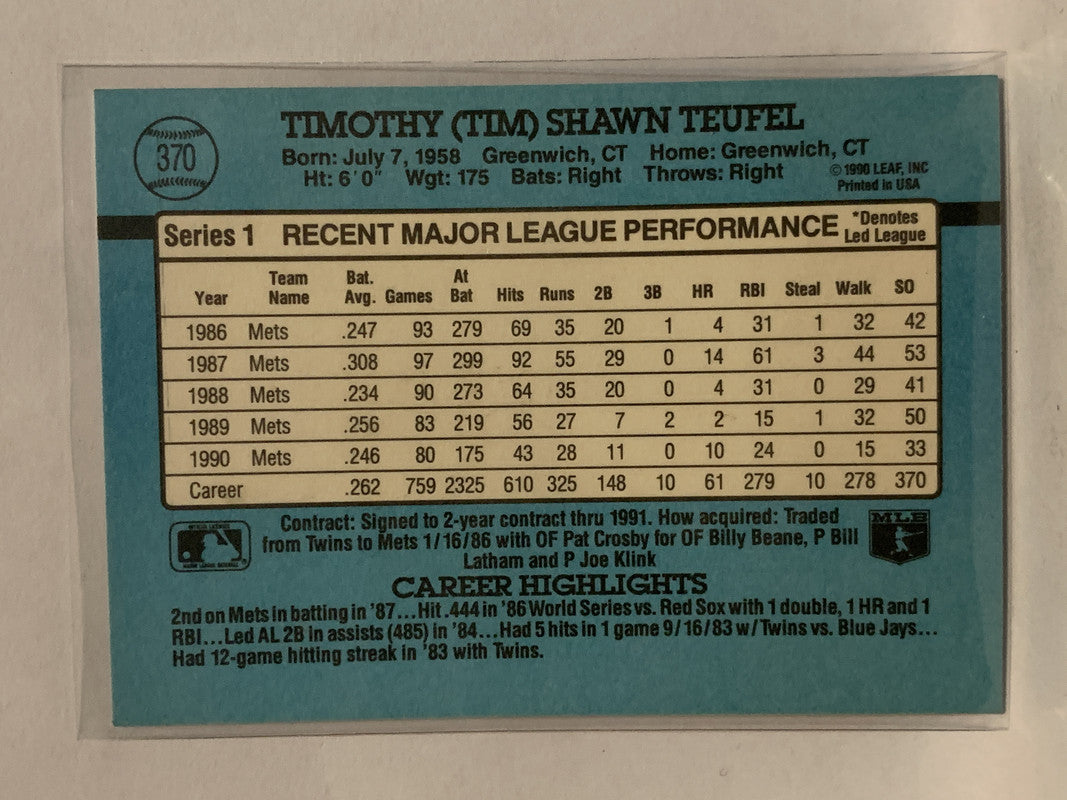 370
TIMOTHY (TIM) SHAWN TEUFEL
Born: July 7, 1958 Greenwich, CT Home: Greenwich, CT
Ht: 6'0" Wgt: 175 Bats: Right Throws: Right
© 1990 LEAF, INC
Printed in USA
Series 1 RECENT MAJOR LEAGUE PERFORMANCE *Denotes Led League
Year Team Name Bat. Avg. Games At Bat Hits Runs 2B 3B HR RBI Steal Walk SO
1986 Mets .247 93 279 69 35 20 1 4 31 1 32 42
1987 Mets .308 97 299 92 55 29 0 14 61 3 44 53
1988 Mets .234 90 273 64 35 20 0 4 31 0 29 41
1989 Mets .256 83 219 56 27 7 2 2 15 1 32 50
1990 Mets .246 80 175 43 28 11 0 10 24 0 15 33
Career .262 759 2325 610 325 148 10 61 279 10 278 370
Contract: Signed to 2-year contract thru 1991. How acquired: Traded
from Twins to Mets 1/16/86 with OF Pat Crosby for OF Billy Beane, P Bill
Latham and P Joe Klink
MLB
CAREER HIGHLIGHTS
2nd on Mets in batting in '87...Hit .444 in '86 World Series vs. Red Sox with 1 double, 1 HR and 1
RBI...Led AL 2B in assists (485) in '84...Had 5 hits in 1 game 9/16/83 w/Twins vs. Blue Jays...
Had 12-game hitting streak in '83 with Twins.